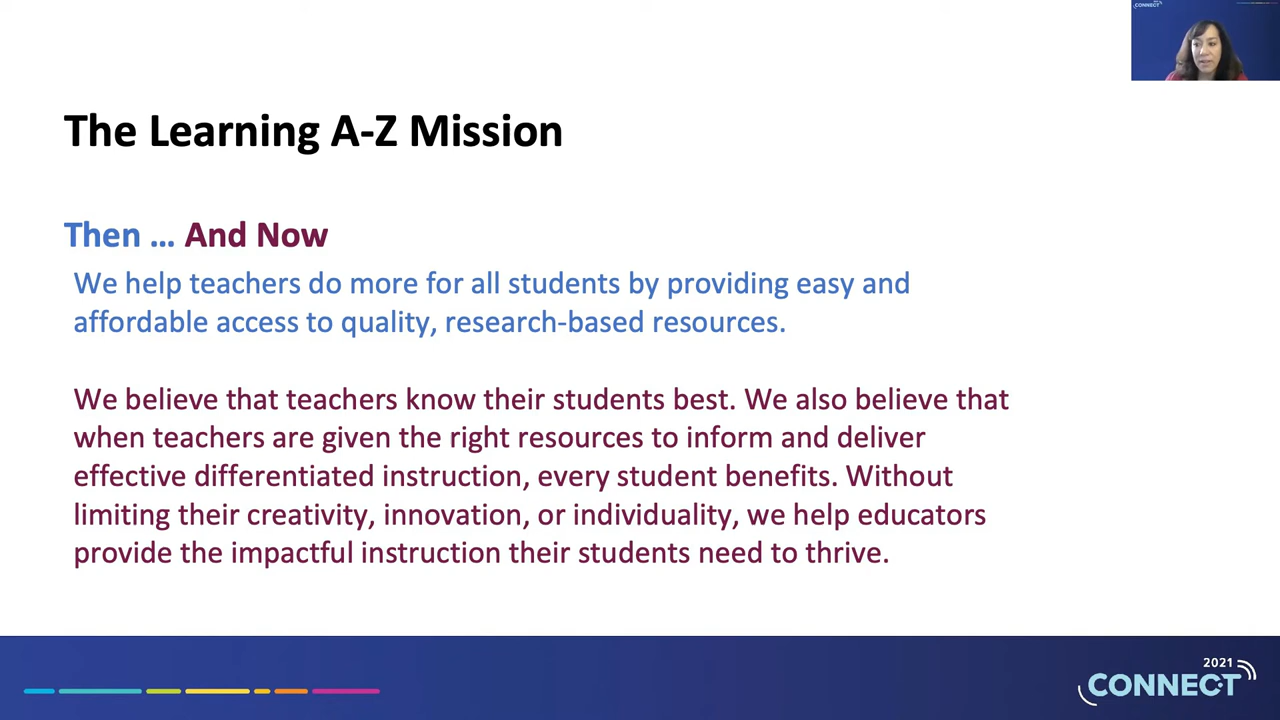 CONNECT
The Learning A-Z Mission
Then … And Now
We help teachers do more for all students by providing easy and
affordable access to quality, research-based resources.
We believe that teachers know their students best. We also believe that
when teachers are given the right resources to inform and deliver
effective differentiated instruction, every student benefits. Without
limiting their creativity, innovation, or individuality, we help educators
provide the impactful instruction their students need to thrive.
2021
CONNECT